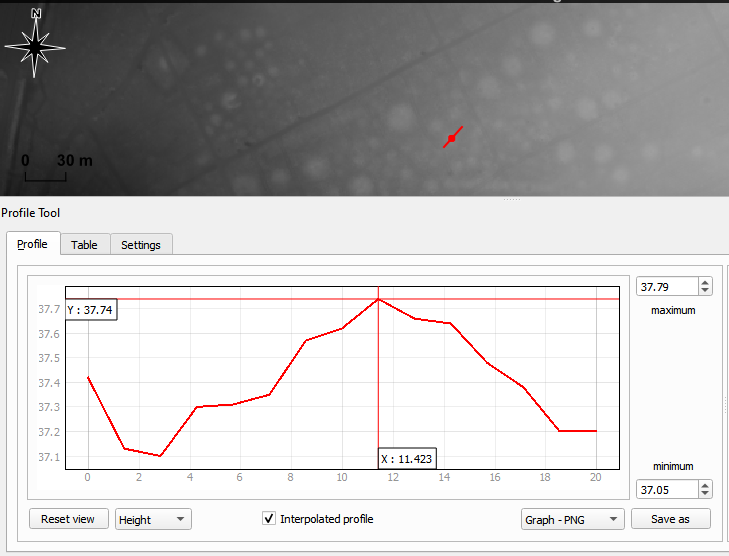 N
0 30 m
Profile Tool
Profile Table Settings
37.7
37.6
37.5
37.4
37.3
37.2
37.1
Y : 37.74
X : 11.423
0 2 4 6 8 10 12 14 16 18 20
37.79
maximum
minimum
37.05
Reset view Height Interpolated profile Graph - PNG Save as